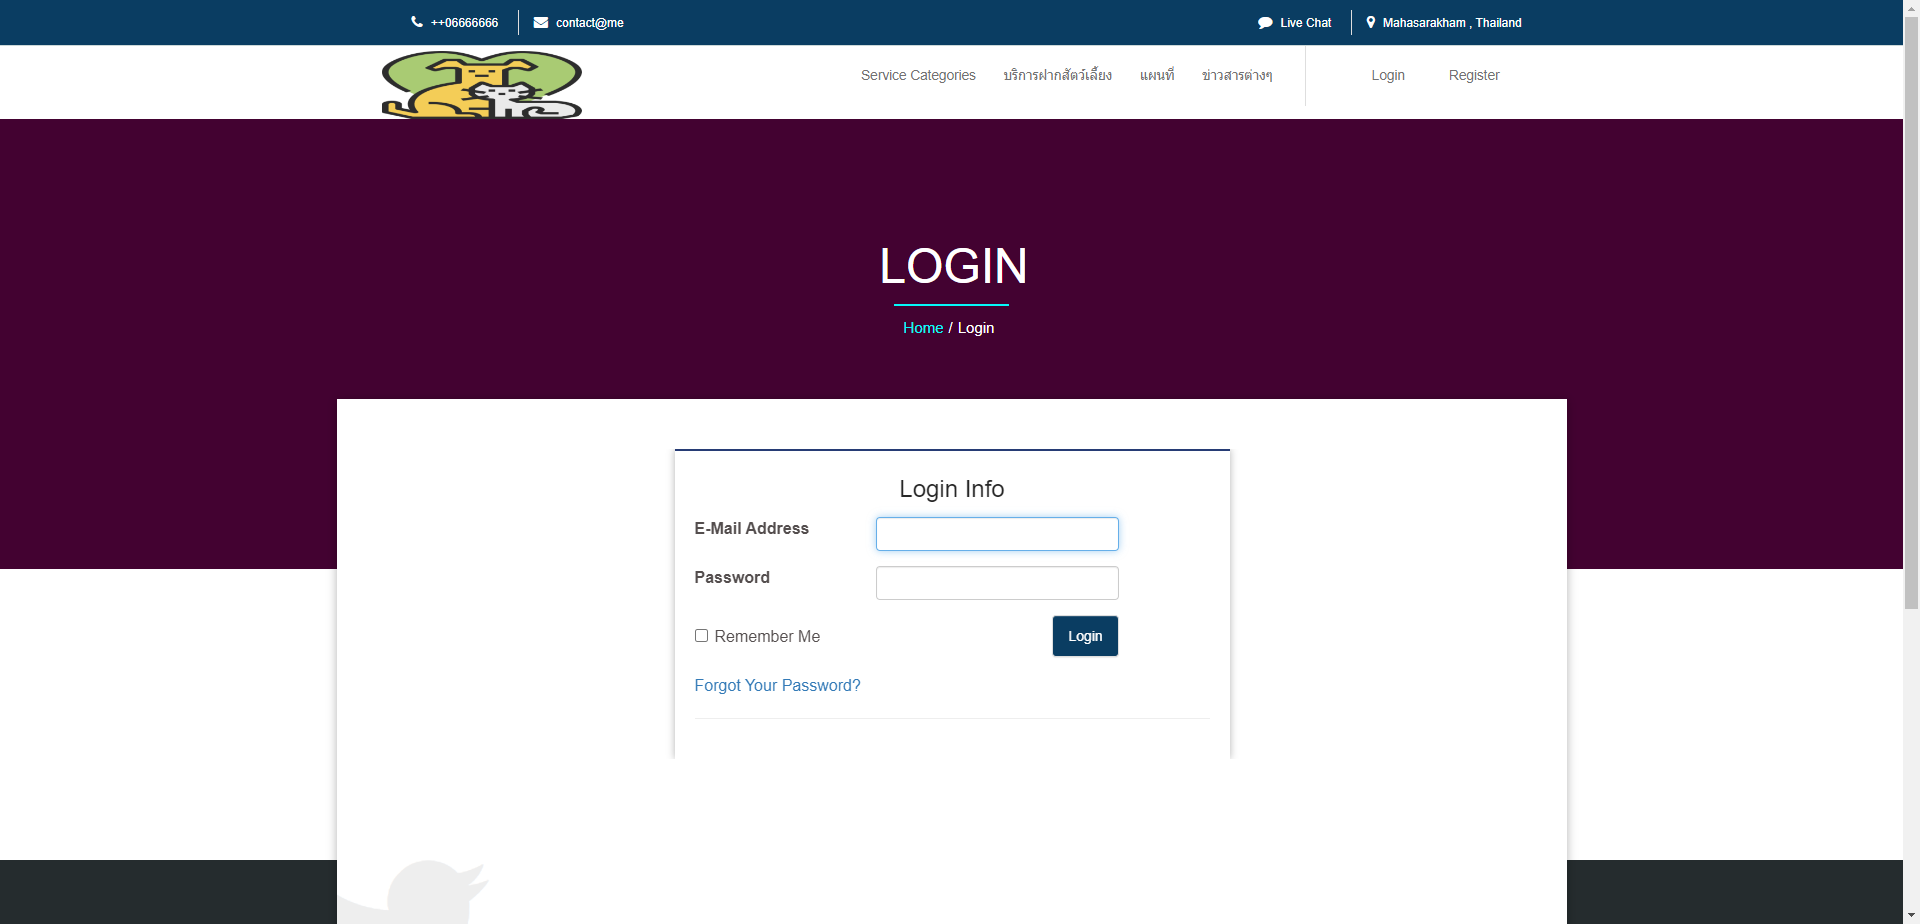 ++06666666
contact@me
Live Chat
Mahasarakham , Thailand
Service Categories
บริการฝากสัตว์เลี้ยง
แผนที่
ข่าวสารต่างๆ
Login
Register
LOGIN
Home / Login
Login Info
E-Mail Address
Password
Remember Me
Login
Forgot Your Password?